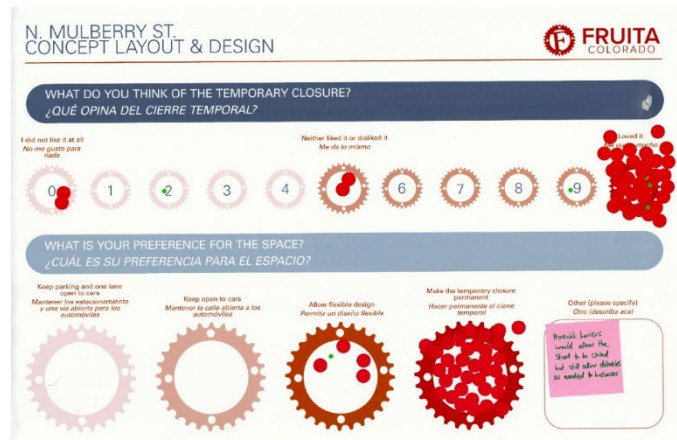 N. MULBERRY ST.
CONCEPT LAYOUT & DESIGN
FRUITA
COLORADO
WHAT DO YOU THINK OF THE TEMPORARY CLOSURE?
¿QUÉ OPINA DEL CIERRE TEMPORAL?
I did not like it at all
No me gusto para
nada
Neither liked it or disliked it
Me da lo mismo
Loved it
mucho
0 1 2 3 4 6 7 8 9
WHAT IS YOUR PREFERENCE FOR THE SPACE?
¿CUÁL ES SU PREFERENCIA PARA EL ESPACIO?
Keep parking and one lane
open to cars
Mantener los estacionamiento
y una via abierta para los
automóviles
Keep open to cars
Mantener la calle abierta a los
automóviles
Allow flexible design
Permitir un diseño flexible
Make the temporary closure
permanent
Hacer permanente el cierre
temporal
Other (please specify)
Otro (describa aca)
Movable barriers
would allow the
Street to be closed
but still allow deliveries
as needed to businesses